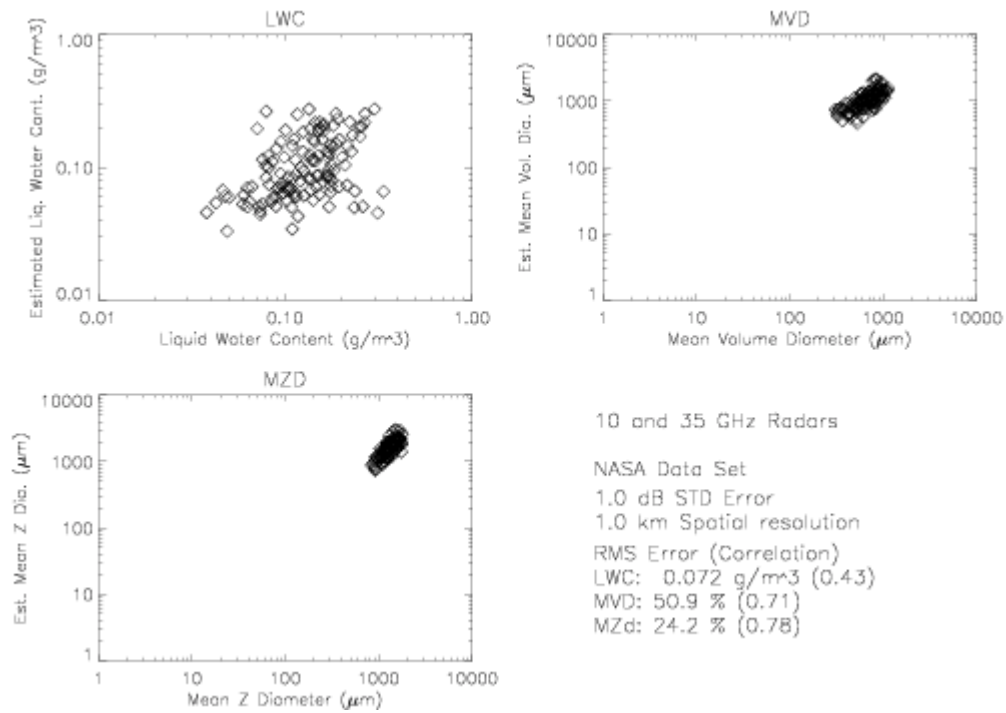 LWC
Estimated Liq. Water Cont. (g/m^3)
1.00
0.10
0.01
0.01 0.10 1.00
Liquid Water Content (g/m^3)
MVD
Est. Mean Vol. Dia. (μm)
10000
1000
100
10
1
1 10 100 1000 10000
Mean Volume Diameter (μm)
MZD
Est. Mean Z Dia. (μm)
10000
1000
100
10
1
1 10 100 1000 10000
Mean Z Diameter (μm)
10 and 35 GHz Radars
NASA Data Set
1.0 dB STD Error
1.0 km Spatial resolution
RMS Error (Correlation)
LWC: 0.072 g/m^3 (0.43)
MVD: 50.9 % (0.71)
MZd: 24.2 % (0.78)